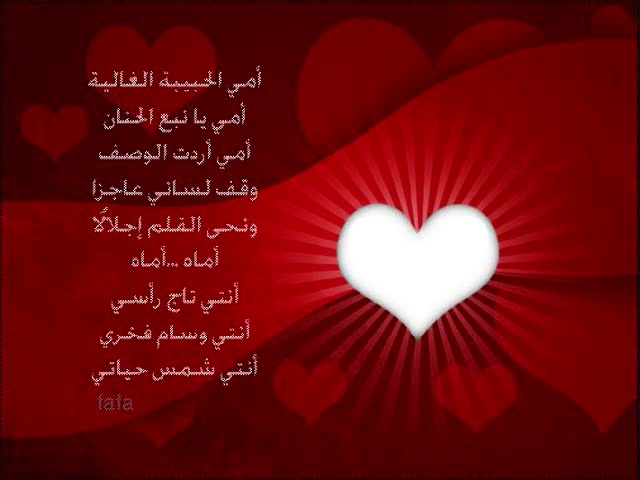 أمي الحبيبة الغالية
أمي يا نبع الحنان
أمي أردت الوصف
وقف لساني عاجزا
ونحى القلم إجلالًا
أماه ...أماه
أنتي تاج رأسي
أنتي وسام فخري
أنتي شمس حياتي
fafa